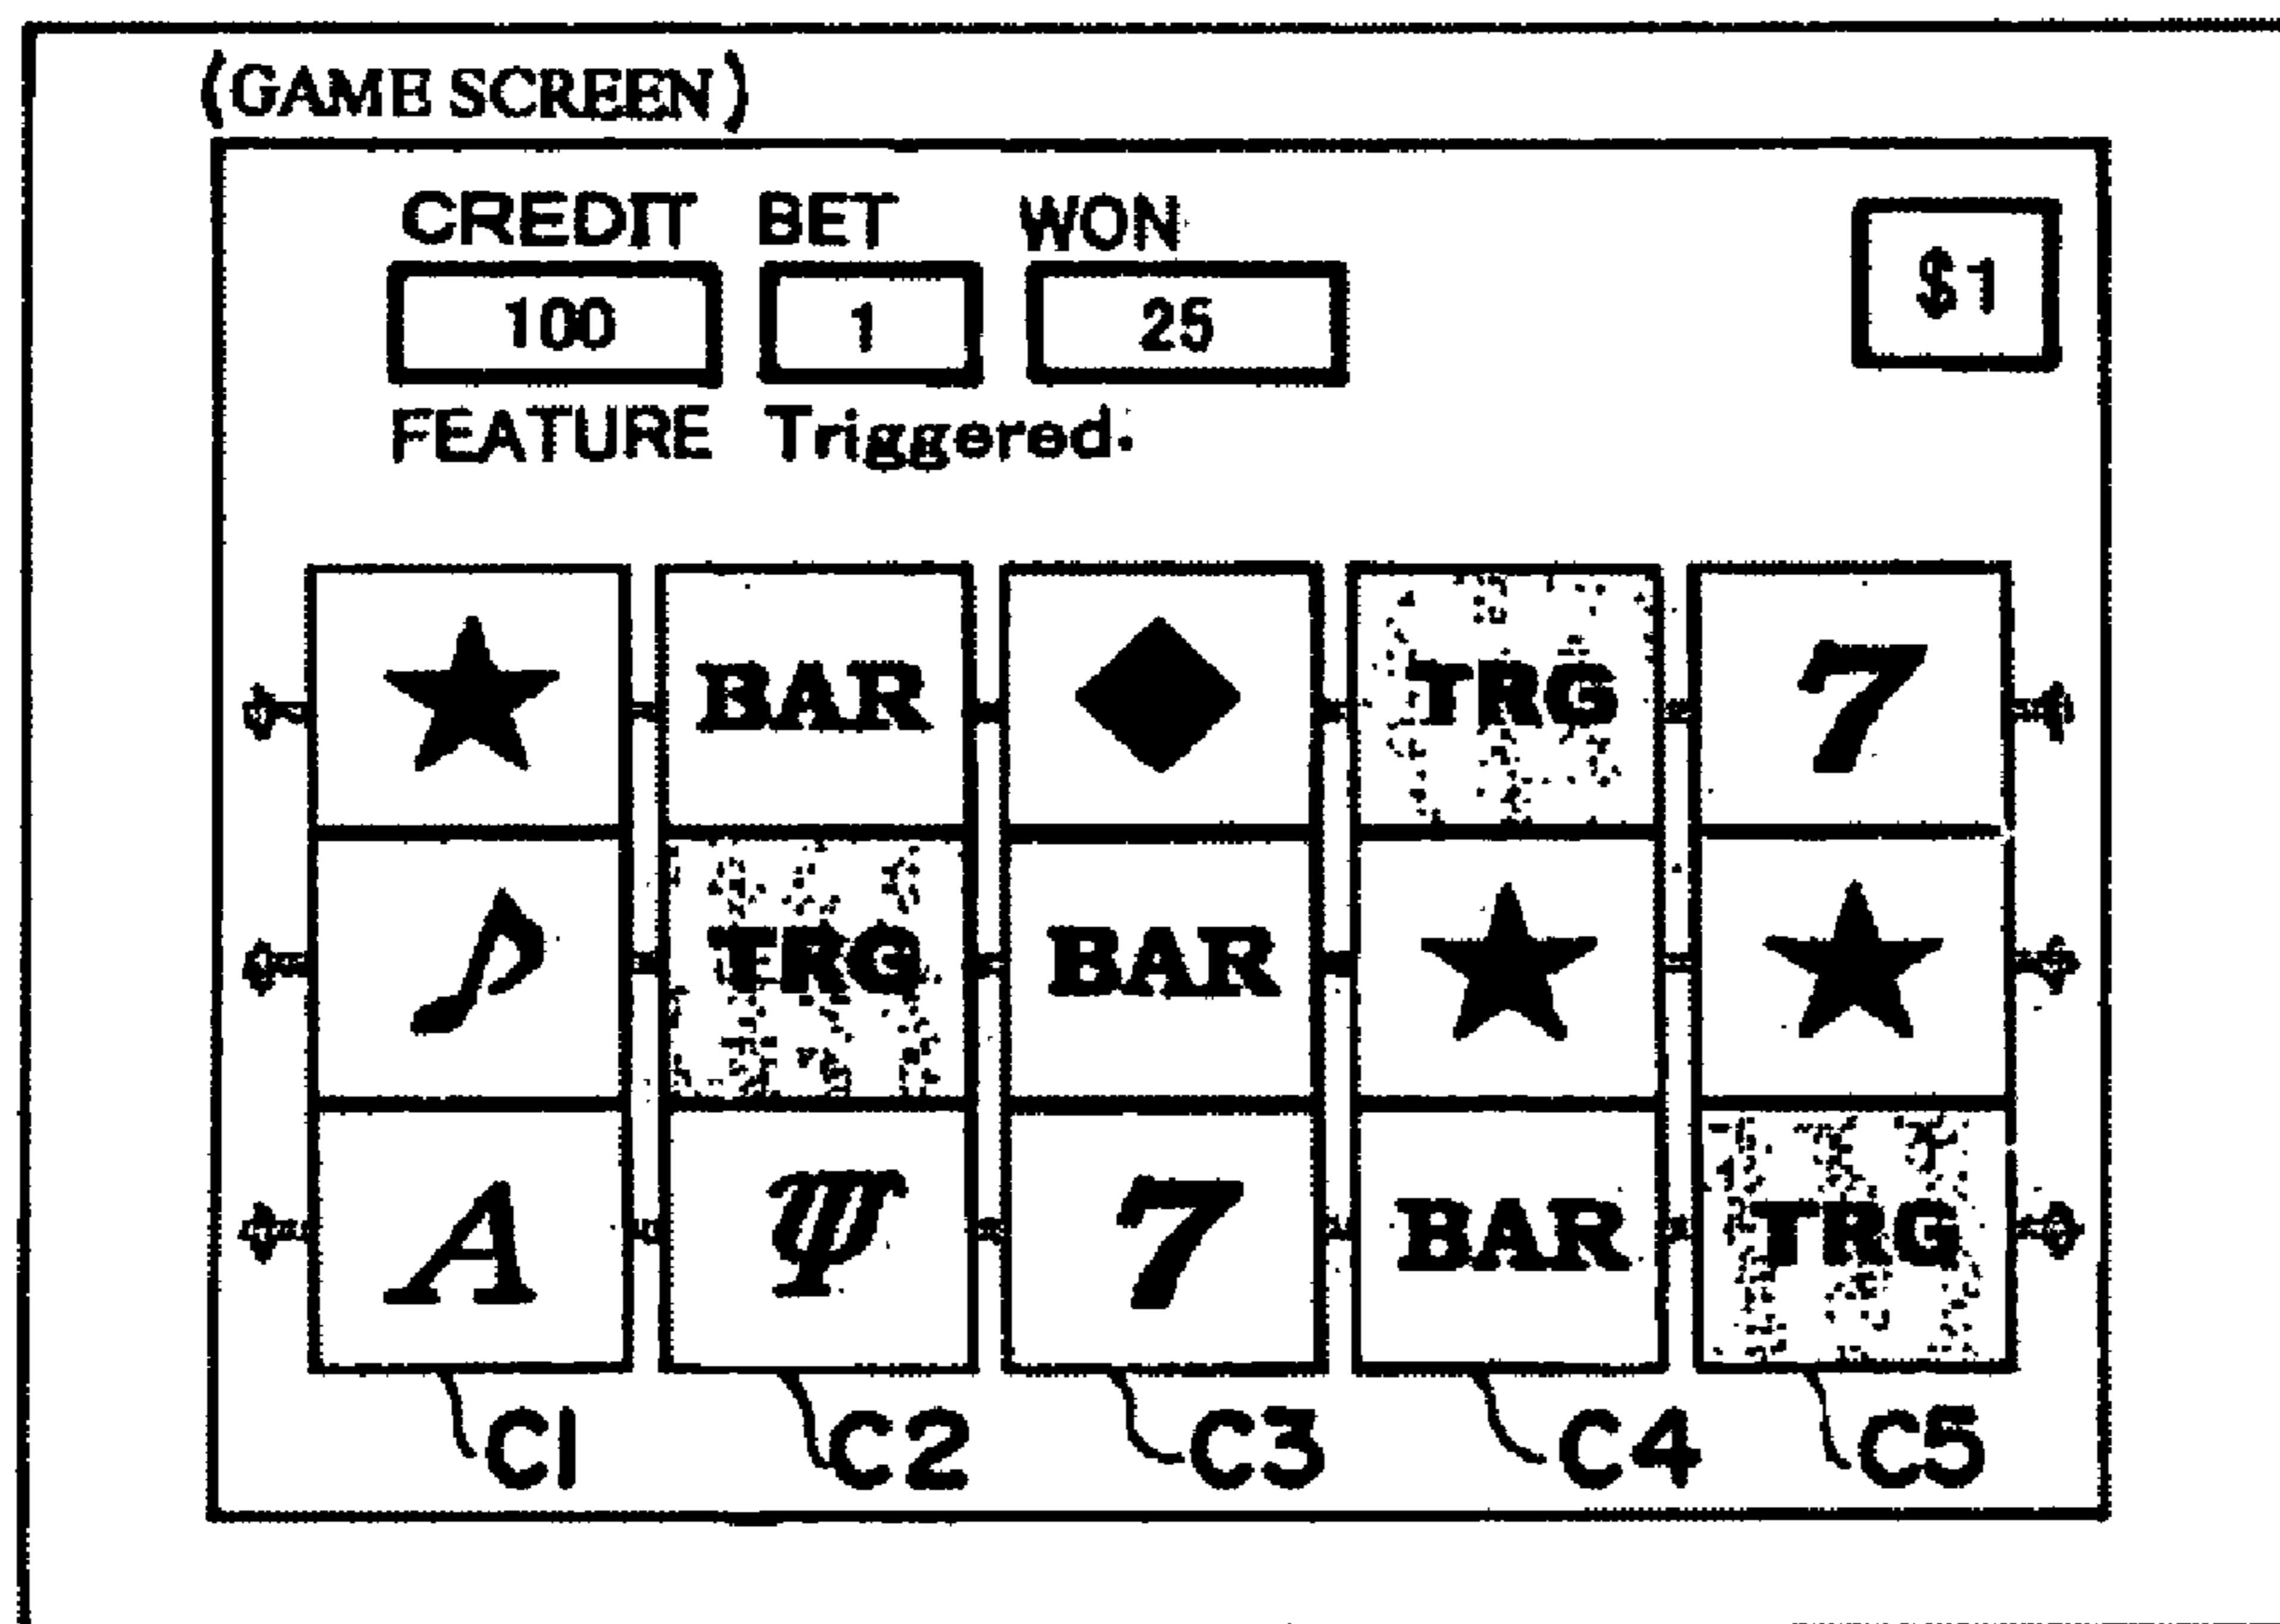 (GAME SCREEN)
CREDIT BET WON
100 1 25 $1
FEATURE Triggered.
BAR TRG 7
TRG BAR
A Ψ 7 BAR TRG
C1 C2 C3 C4 C5